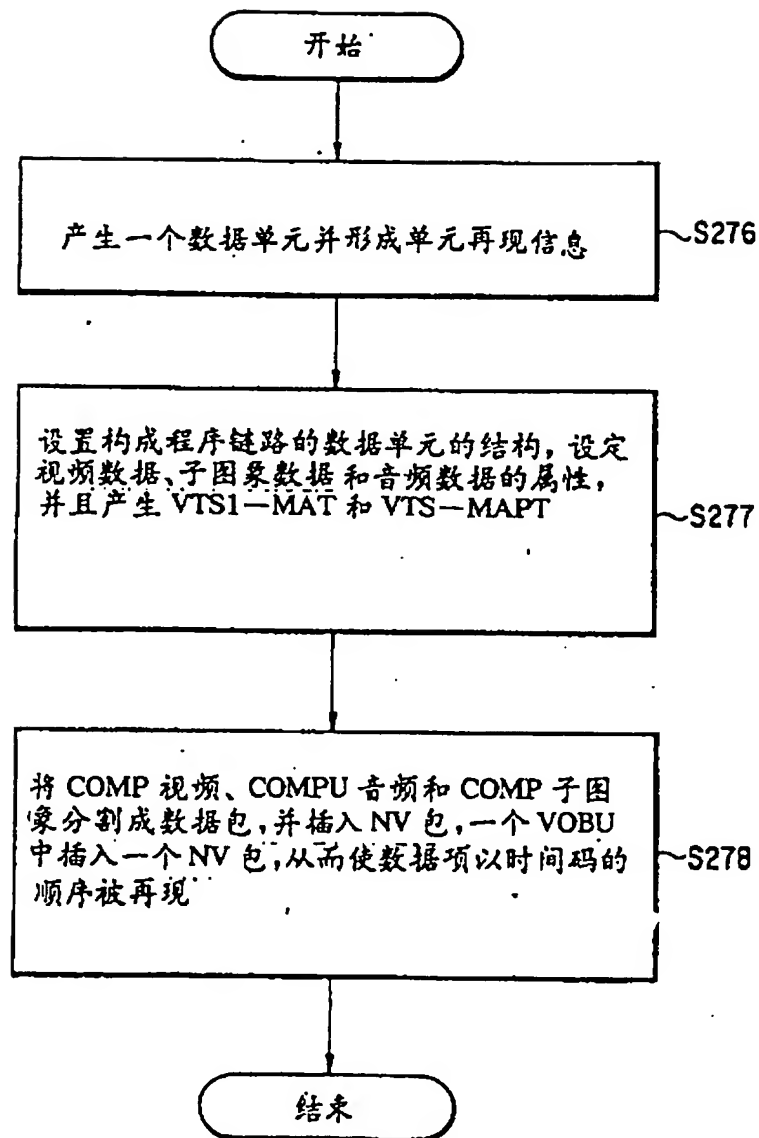 开始
产生一个数据单元并形成单元再现信息
S276
设置构成程序链路的数据单元的结构，设定
视频数据、子图象数据和音频数据的属性，
并且产生 VTS1－MAT 和 VTS－MAPT
S277
将 COMP 视频、COMPU 音频和 COMP 子图
象分割成数据包，并插入 NV 包，一个 VOBU
中插入一个 NV 包，从而使数据项以时间码的
顺序被再现
S278
结束